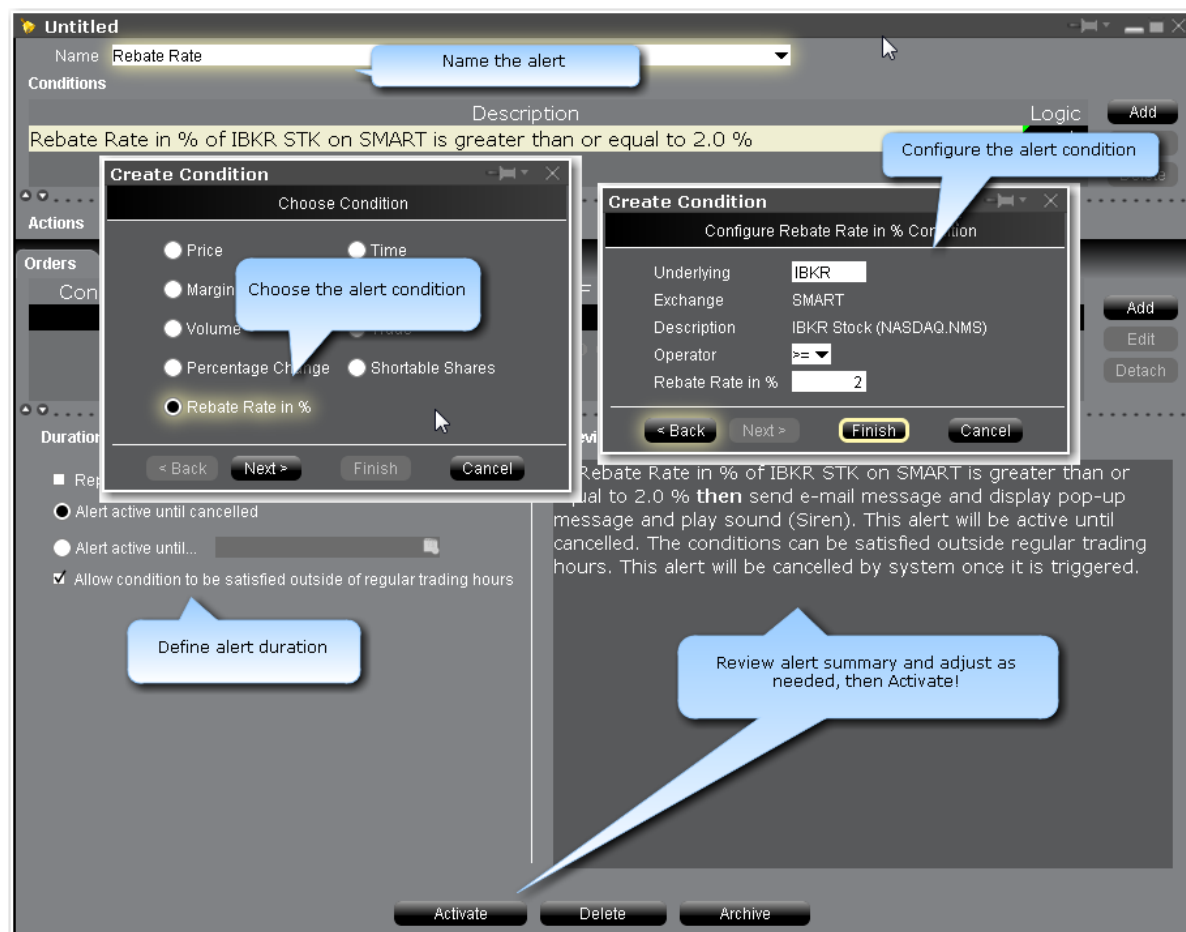 Untitled
Name Rebate Rate
Name the alert
Conditions
Description Logic Add
Rebate Rate in % of IBKR STK on SMART is greater than or equal to 2.0 %
Configure the alert condition
Delete
Create Condition
Choose Condition
Price Time
Margin
Choose the alert condition
Volume Trade
Percentage Change Shortable Shares
Rebate Rate in %
< Back Next > Finish Cancel
Create Condition
Configure Rebate Rate in % Condition
Underlying IBKR
Exchange SMART
Description IBKR Stock (NASDAQ.NMS)
Operator >=
Rebate Rate in % 2
< Back Next > Finish Cancel
Actions
Orders
Con
Add
Edit
Detach
Duration
Rep
Alert active until cancelled
Alert active until...
Allow condition to be satisfied outside of regular trading hours
Define alert duration
Rebate Rate in % of IBKR STK on SMART is greater than or
equal to 2.0 % then send e-mail message and display pop-up
message and play sound (Siren). This alert will be active until
cancelled. The conditions can be satisfied outside regular trading
hours. This alert will be cancelled by system once it is triggered.
Review alert summary and adjust as
needed, then Activate!
Activate Delete Archive